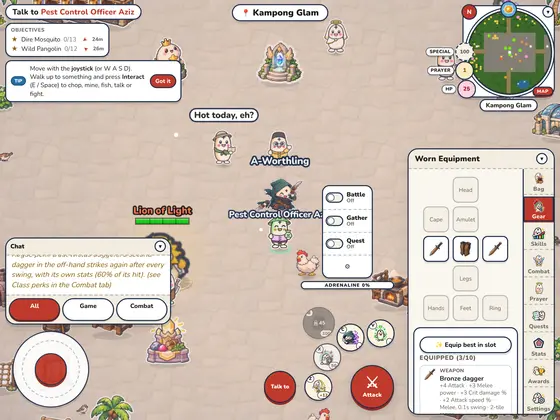 Talk to Pest Control Officer Aziz
OBJECTIVES
Dire Mosquito: 0/13 24m
Wild Pangolin: 0/12 26m
TIP
Move with the joystick (or W A S D).
Walk up to something and press Interact
(E / Space) to chop, mine, fish, talk or
fight.
Got it
Kampong Glam
N
SPECIAL 100
PRAYER 1
HP 25
MAP
Kampong Glam
Hot today, eh?
A-Worthling
Pest Control Officer A
Lion of Light
Battle
Off
Gather
Off
Quest
Off
ADRENALINE 0%
Chat
dagger in the off-hand strikes again after every
swing, with its own stats (60% of its hit). (see
Class perks in the Combat tab)
All
Game
Combat
45
Talk to
Attack
Worn Equipment
Head
Cape
Amulet
Legs
Hands
Feet
Ring
Equip best in slot
EQUIPPED (3/10)
WEAPON
Bronze dagger
+4 Attack · +3 Melee
power · +3 Crit damage %
· +2 Attack speed %
Melee, 0.1s swing · 2-tile
Bag
Gear
Skills
Combat
Prayer
Quests
Stats
Awards
Settings